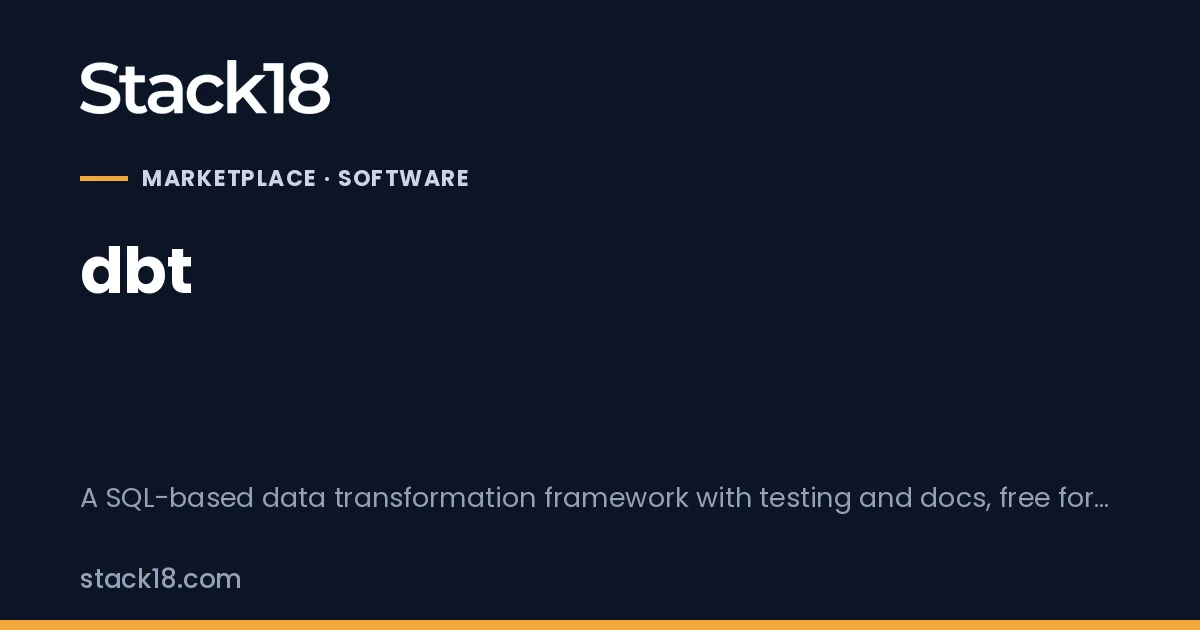 Stack18
MARKETPLACE · SOFTWARE
dbt
A SQL-based data transformation framework with testing and docs, free for…
stack18.com